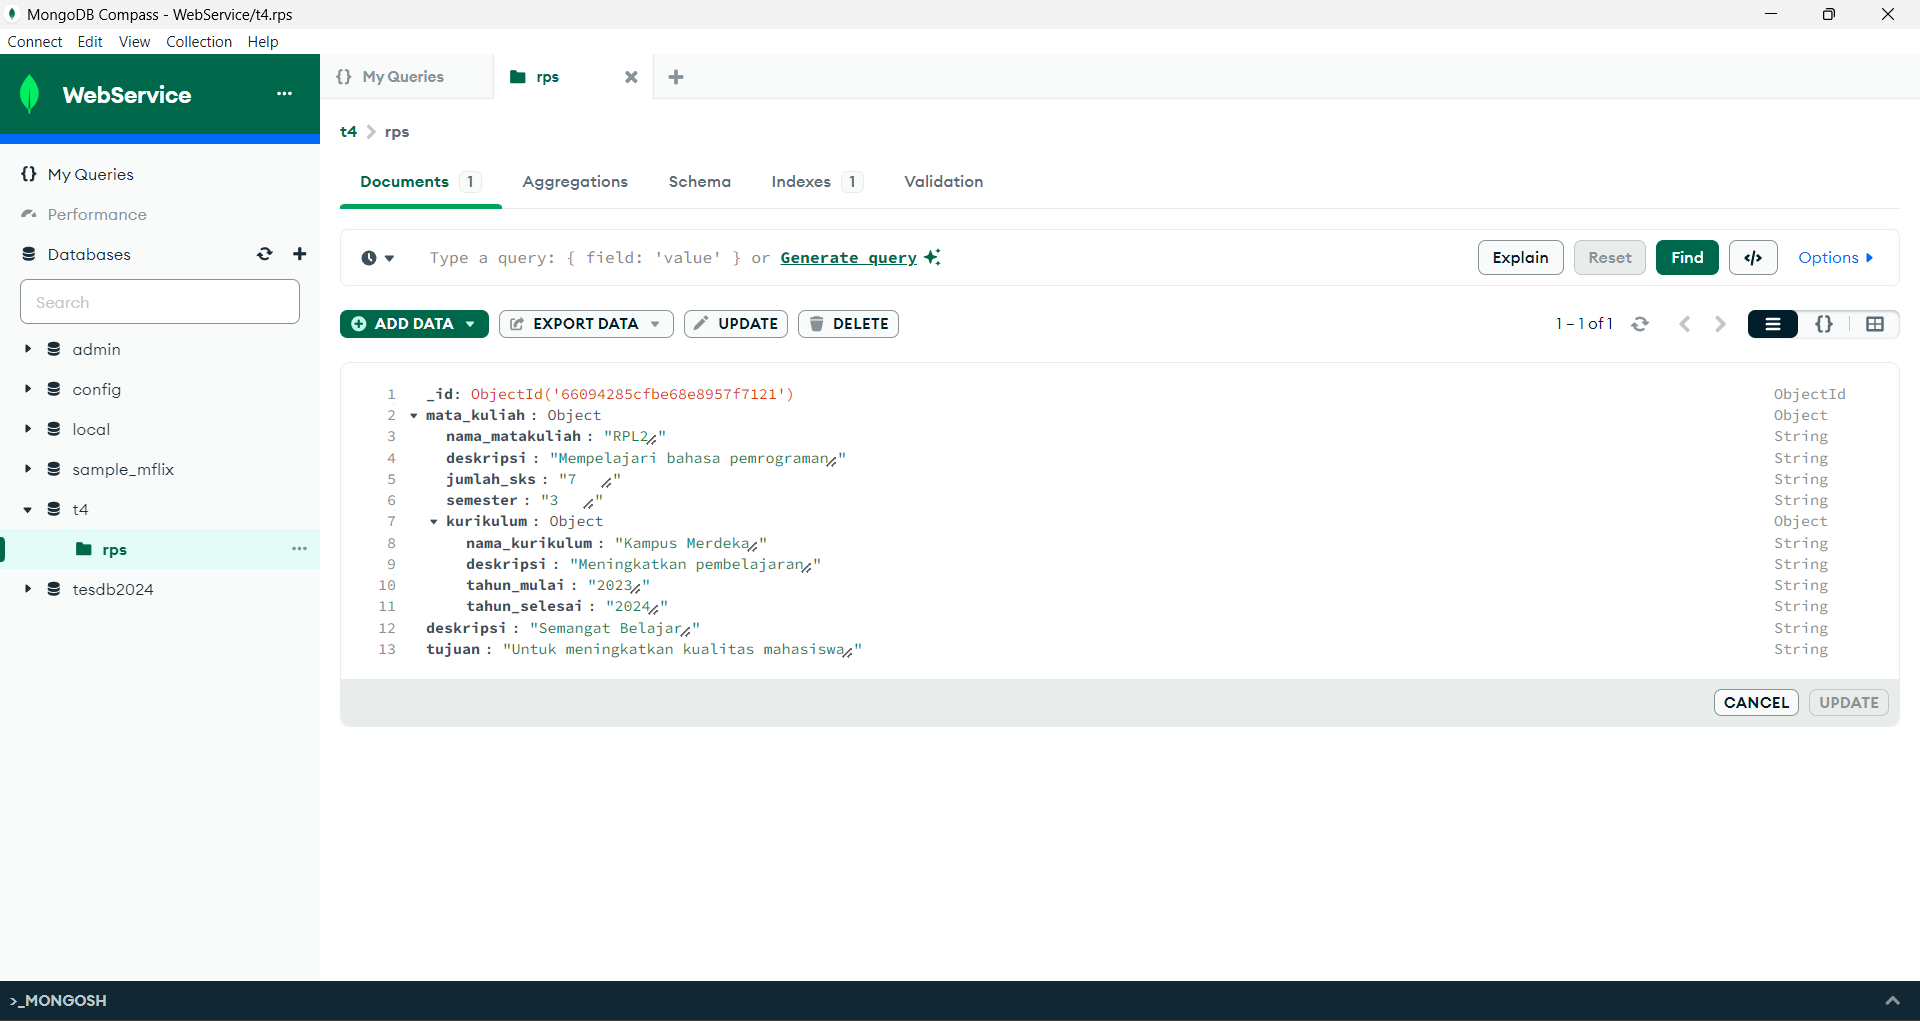 MongoDB Compass - WebService/t4.rps
Connect Edit View Collection Help
WebService ...
{} My Queries
rps
My Queries
Performance
Databases
Search
admin
config
local
sample_mflix
t4
rps ...
tesdb2024
t4 > rps
Documents 1 Aggregations Schema Indexes 1 Validation
Type a query: { field: 'value' } or Generate query
Explain Reset Find </> Options
ADD DATA EXPORT DATA UPDATE DELETE
1 – 1 of 1 {}
1 _id: ObjectId('66094285cfbe68e8957f7121') ObjectId
2 mata_kuliah : Object Object
3 nama_matakuliah : "RPL2" String
4 deskripsi : "Mempelajari bahasa pemrograman" String
5 jumlah_sks : "7" String
6 semester : "3" String
7 kurikulum : Object Object
8 nama_kurikulum : "Kampus Merdeka" String
9 deskripsi : "Meningkatkan pembelajaran" String
10 tahun_mulai : "2023" String
11 tahun_selesai : "2024" String
12 deskripsi : "Semangat Belajar" String
13 tujuan : "Untuk meningkatkan kualitas mahasiswa" String
CANCEL UPDATE
>_MONGOSH